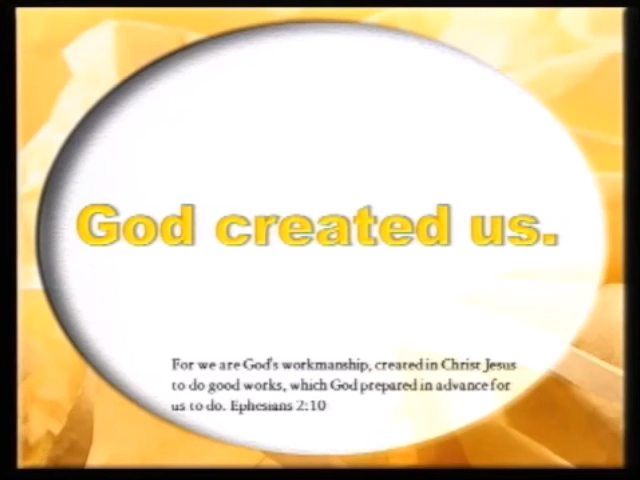 God created us.
For we are God's workmanship, created in Christ Jesus
to do good works, which God prepared in advance for
us to do. Ephesians 2:10